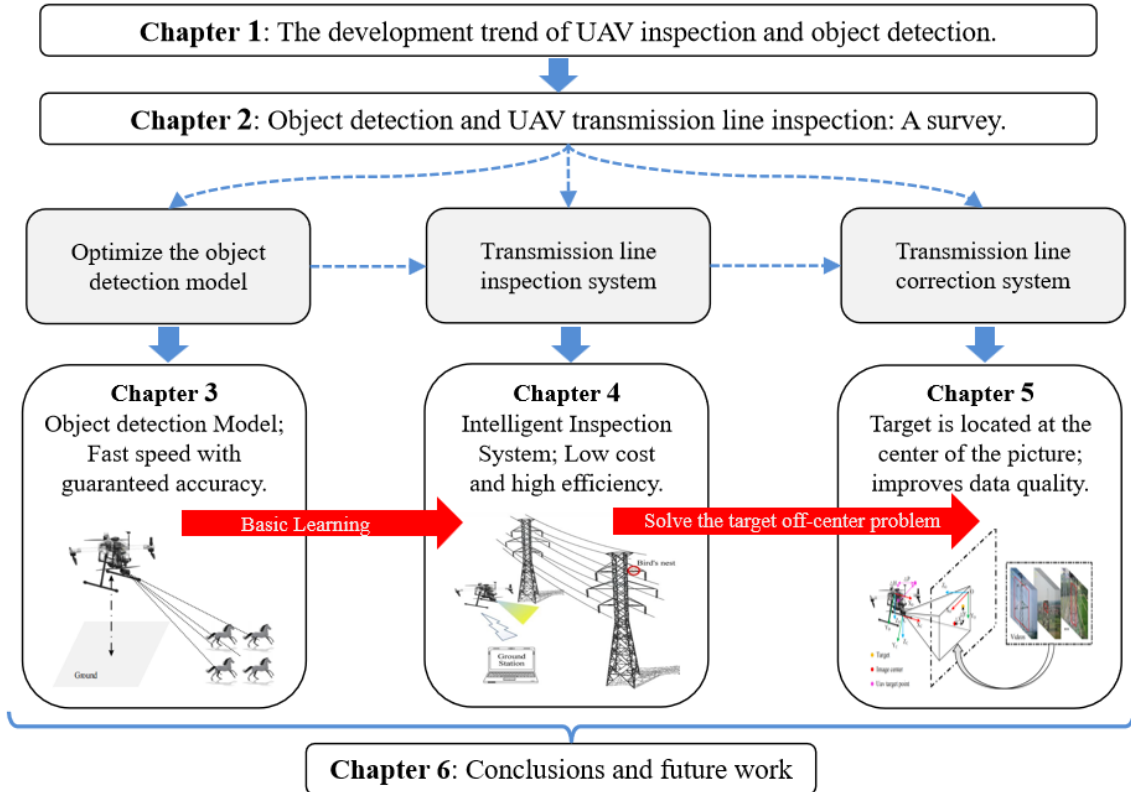 Chapter 1: The development trend of UAV inspection and object detection.
Chapter 2: Object detection and UAV transmission line inspection: A survey.
Optimize the object
detection model
Transmission line
inspection system
Transmission line
correction system
Chapter 3
Object detection Model;
Fast speed with
guaranteed accuracy.
Chapter 4
Intelligent Inspection
System; Low cost
and high efficiency.
Chapter 5
Target is located at the
center of the picture;
improves data quality.
Basic Learning
Solve the target off-center problem
Ground
Bird's nest
Ground
Station
Videos
Target
Image center
Uav target point
Chapter 6: Conclusions and future work